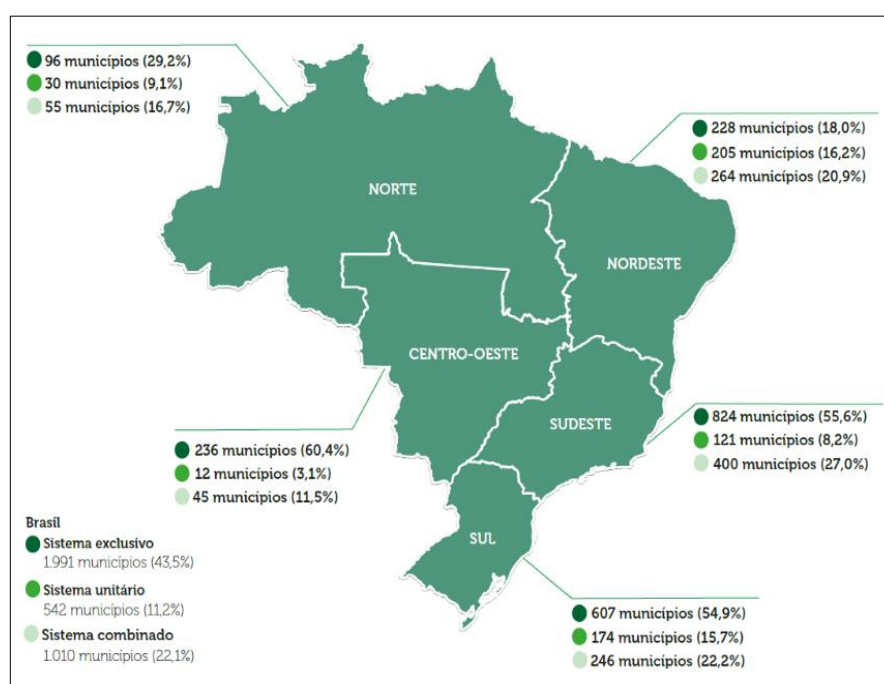 96 municípios (29,2%)
30 municípios (9,1%)
55 municípios (16,7%)
228 municípios (18,0%)
205 municípios (16,2%)
264 municípios (20,9%)
NORTE
NORDESTE
CENTRO-OESTE
SUDESTE
824 municípios (55,6%)
121 municípios (8,2%)
400 municípios (27,0%)
236 municípios (60,4%)
12 municípios (3,1%)
45 municípios (11,5%)
SUL
Brasil
Sistema exclusivo
1.991 municípios (43,5%)
Sistema unitário
542 municípios (11,2%)
Sistema combinado
1.010 municípios (22,1%)
607 municípios (54,9%)
174 municípios (15,7%)
246 municípios (22,2%)